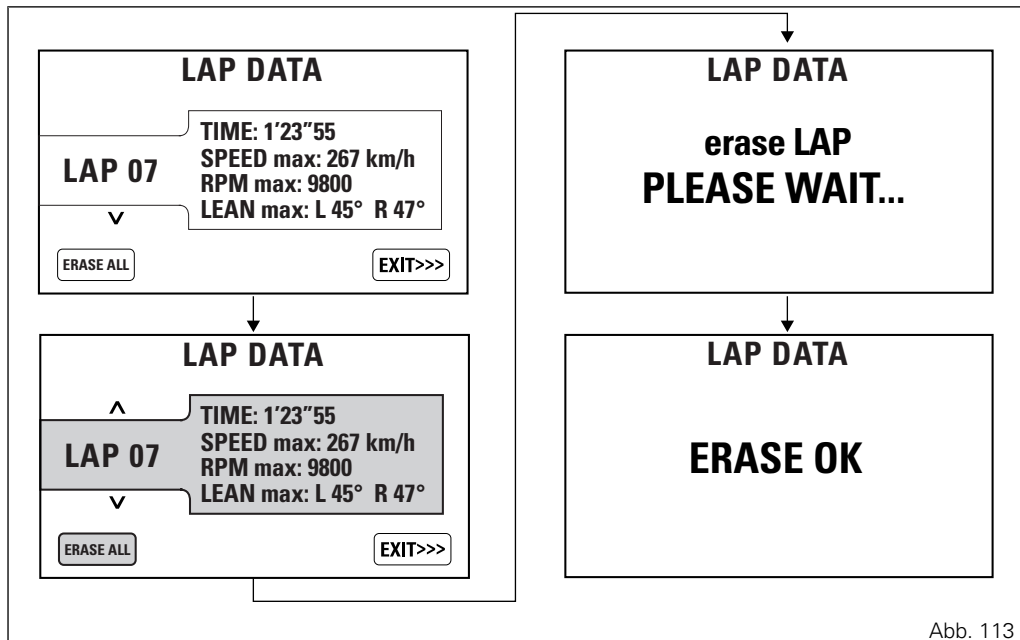 LAP DATA
TIME: 1'23"55
SPEED max: 267 km/h
LAP 07
RPM max: 9800
LEAN max: L 45° R 47°
v
ERASE ALL
EXIT>>>
LAP DATA
^
TIME: 1'23"55
SPEED max: 267 km/h
LAP 07
RPM max: 9800
LEAN max: L 45° R 47°
v
ERASE ALL
EXIT>>>
LAP DATA
erase LAP
PLEASE WAIT...
LAP DATA
ERASE OK
Abb. 113